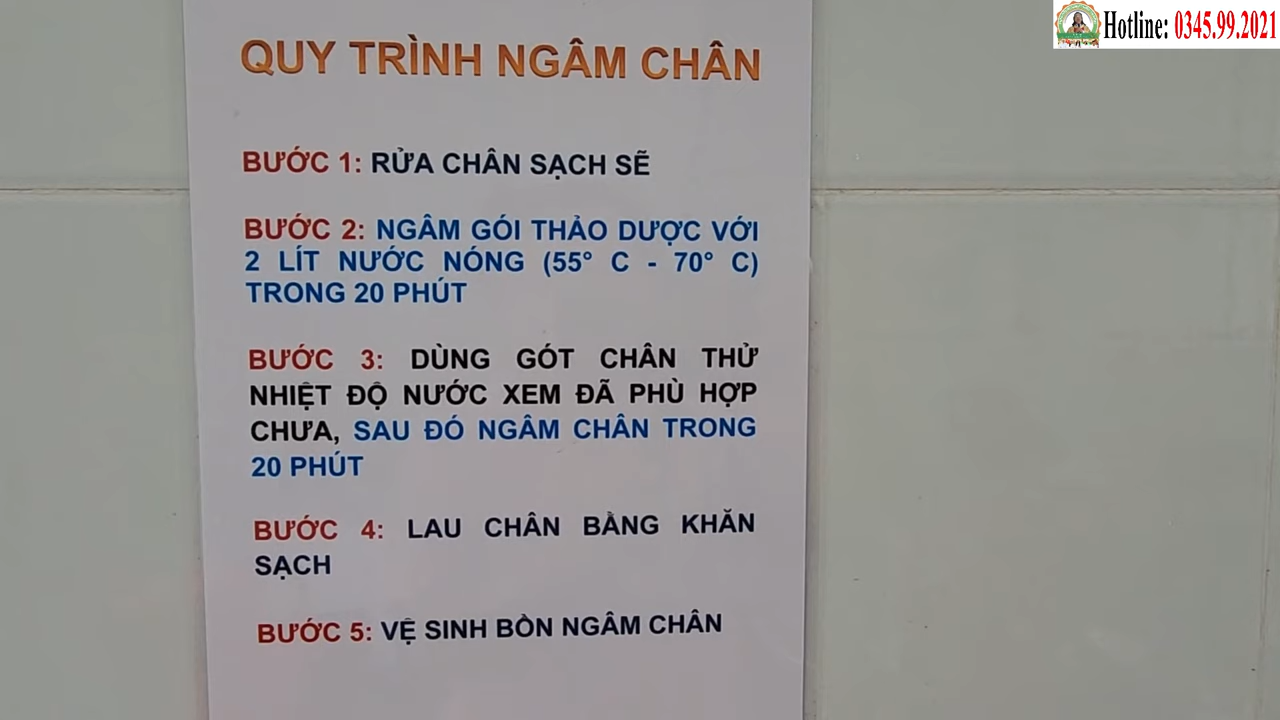 Hotline: 0345.99.2021
QUY TRÌNH NGÂM CHÂN
BƯỚC 1: RỬA CHÂN SẠCH SẼ
BƯỚC 2: NGÂM GÓI THẢO DƯỢC VỚI
2 LÍT NƯỚC NÓNG (55° C - 70° C)
TRONG 20 PHÚT
BƯỚC 3: DÙNG GÓT CHÂN THỬ
NHIỆT ĐỘ NƯỚC XEM ĐÃ PHÙ HỢP
CHƯA, SAU ĐÓ NGÂM CHÂN TRONG
20 PHÚT
BƯỚC 4: LAU CHÂN BẰNG KHĂN
SẠCH
BƯỚC 5: VỆ SINH BỒN NGÂM CHÂN